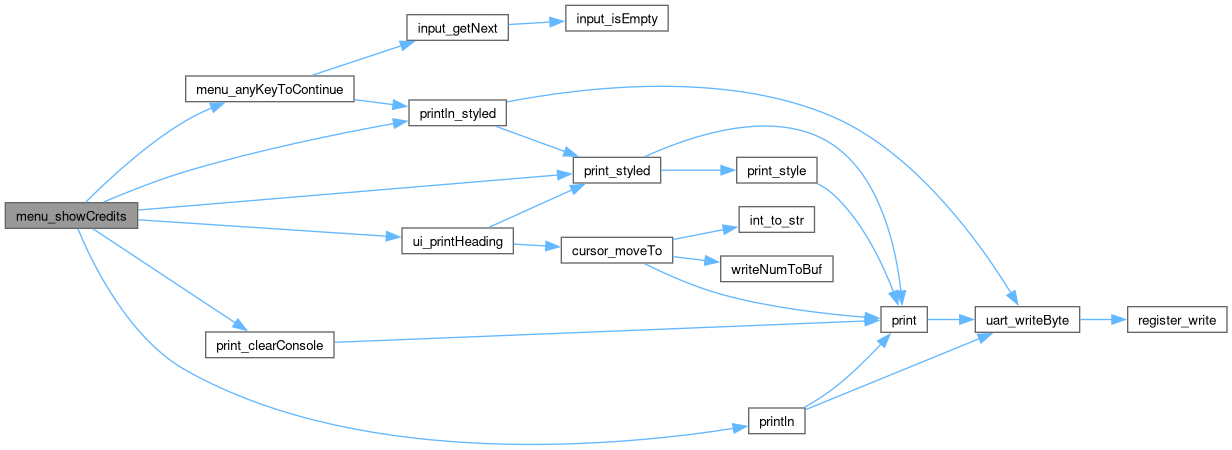 input_isEmpty
input_getNext
menu_anyKeyToContinue
println_styled
print_styled
print_style
menu_showCredits
int_to_str
ui_printHeading
cursor_moveTo
writeNumToBuf
print
uart_writeByte
register_write
print_clearConsole
println